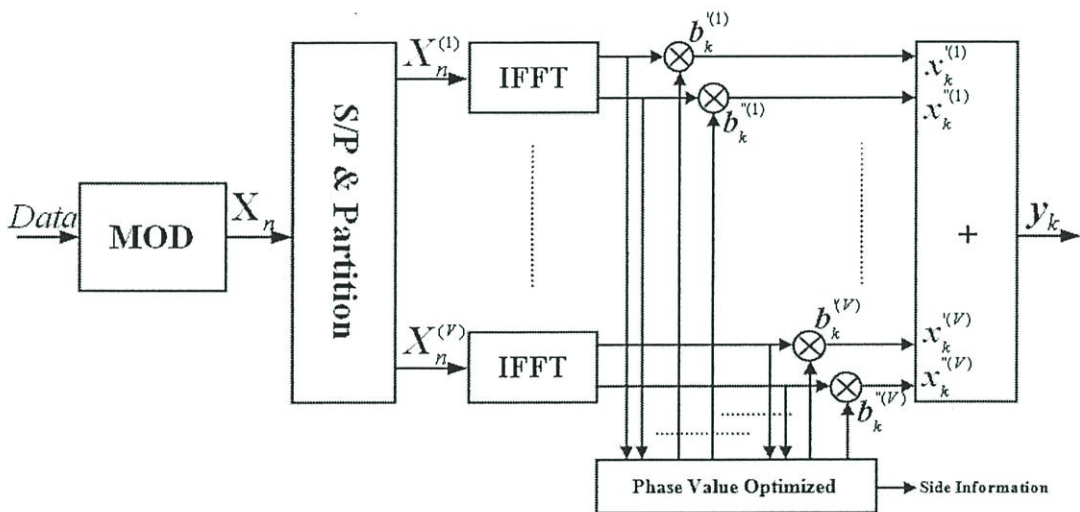 Data
MOD
X_n
S/P & Partition
X_n^(1)
IFFT
b_k^'(1)
b_k^"(1)
x_k^'(1)
x_k^"(1)
+
y_k
X_n^(V)
IFFT
b_k^'(V)
b_k^"(V)
x_k^'(V)
x_k^"(V)
Phase Value Optimized
Side Information